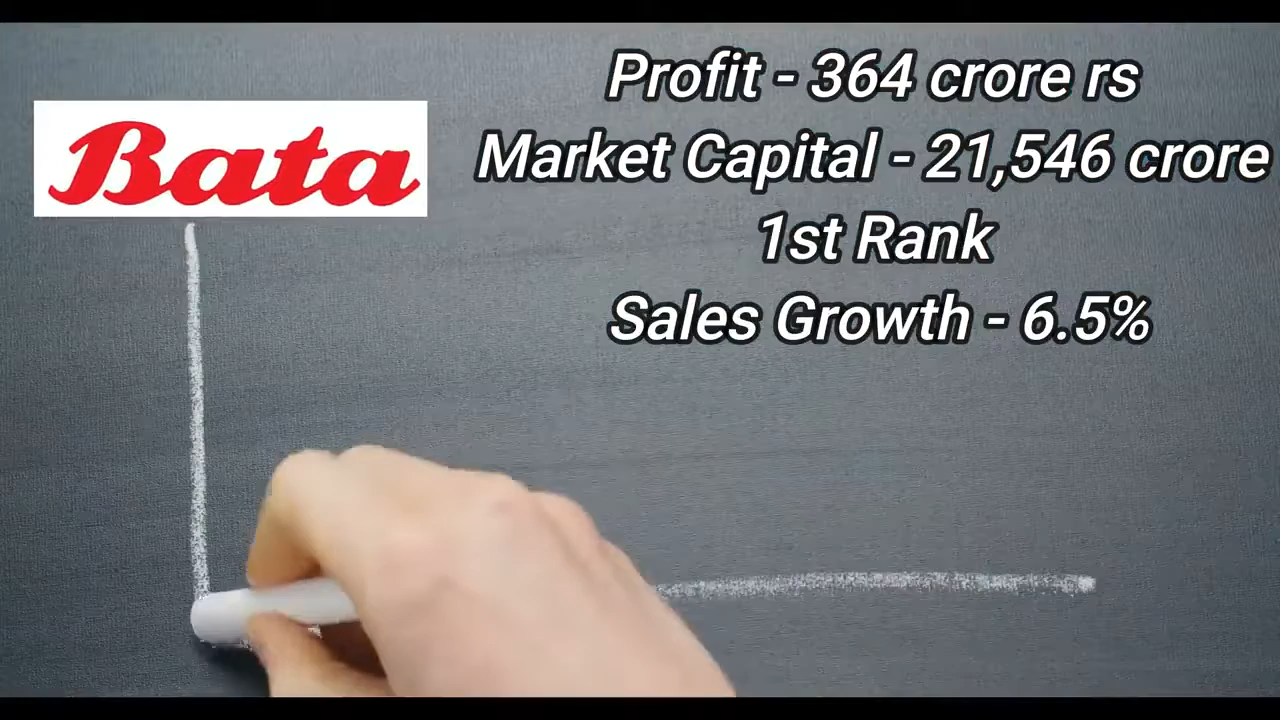 Bata
Profit - 364 crore rs
Market Capital - 21,546 crore
1st Rank
Sales Growth - 6.5%